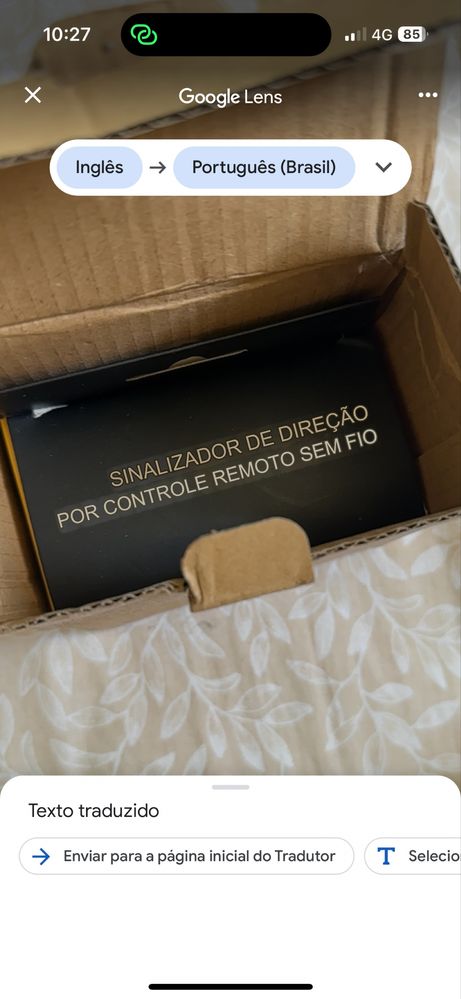 10:27
4G
85
Google Lens
Inglês
Português (Brasil)
SINALIZADOR DE DIREÇÃO
POR CONTROLE REMOTO SEM FIO
Texto traduzido
Enviar para a página inicial do Tradutor
Selecio